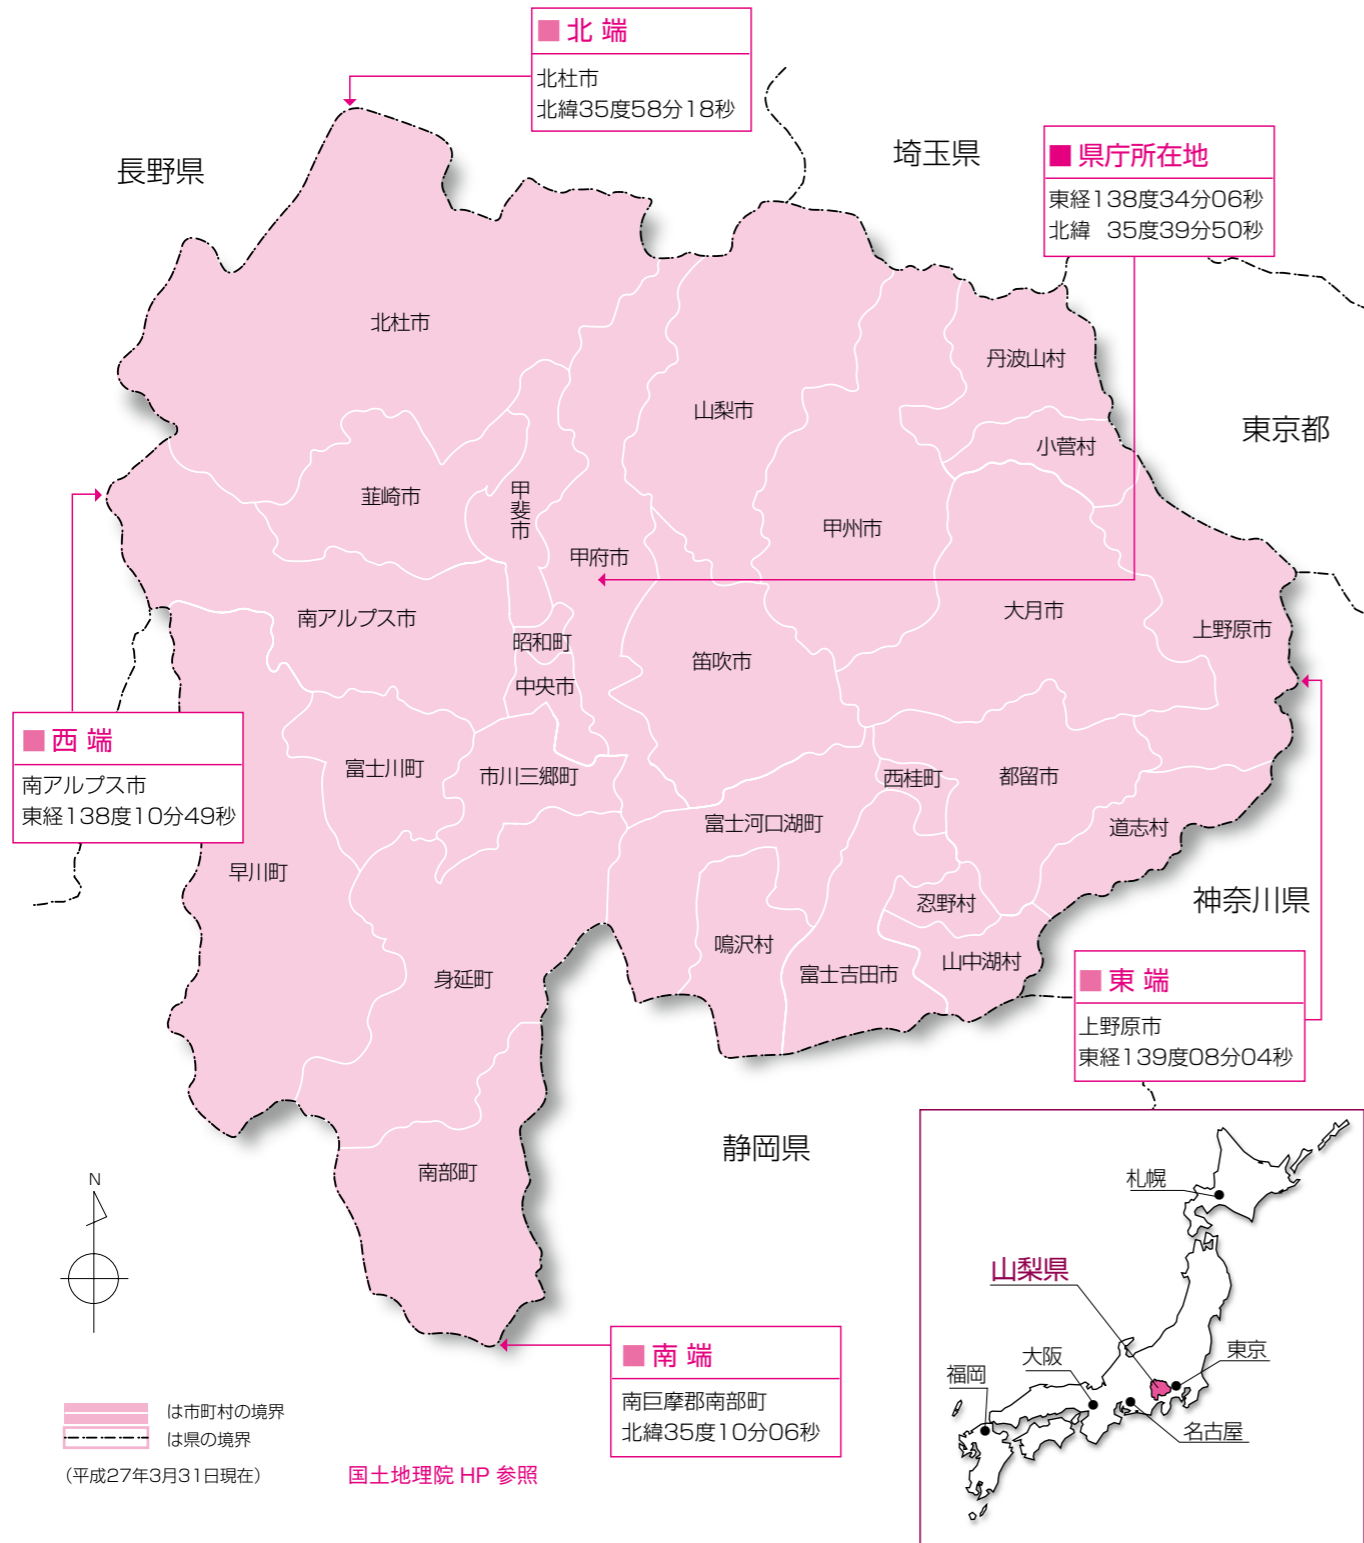 ■ 北 端
北杜市
北緯35度58分18秒
長野県
埼玉県
■ 県庁所在地
東経138度34分06秒
北緯 35度39分50秒
北杜市
丹波山村
山梨市
東京都
小菅村
韮崎市
甲斐市
甲州市
甲府市
大月市
南アルプス市
上野原市
昭和町
笛吹市
中央市
■ 西 端
南アルプス市
東経138度10分49秒
富士川町
市川三郷町
西桂町
都留市
富士河口湖町
道志村
早川町
忍野村
神奈川県
鳴沢村
山中湖村
身延町
富士吉田市
■ 東 端
上野原市
東経139度08分04秒
静岡県
南部町
N
札幌
山梨県
東京
大阪
福岡
名古屋
■ 南 端
南巨摩郡南部町
北緯35度10分06秒
は市町村の境界
は県の境界
(平成27年3月31日現在)
国土地理院 HP 参照